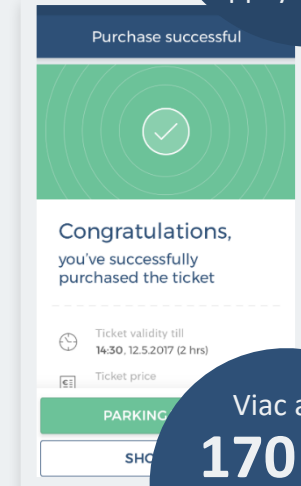 Purchase successful
Congratulations,
you've successfully
purchased the ticket
Ticket validity till
14:30, 12.5.2017 (2 hrs)
Ticket price
PARKING
Viac
170